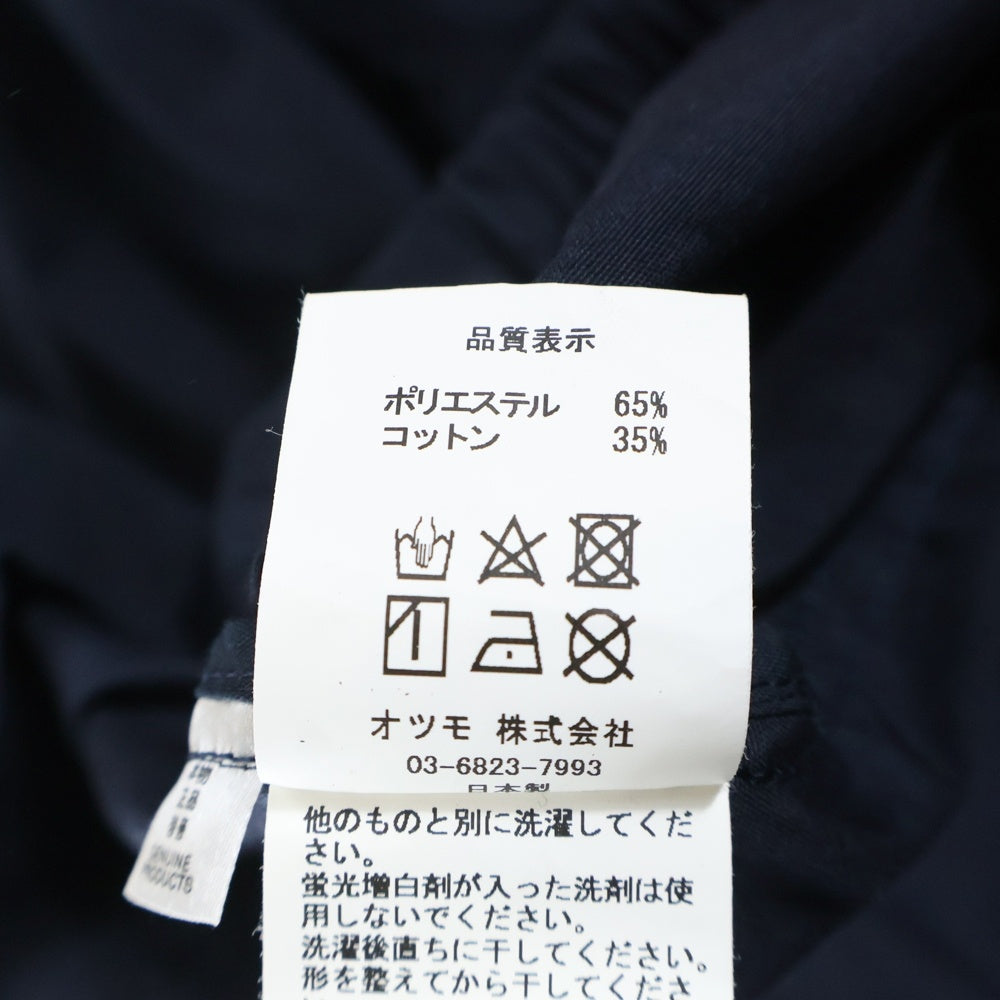 品質表示
ポリエステル 65%
コットン 35%
オツモ 株式会社
03-6823-7993
日本製
他のものと別に洗濯してくだ
さい。
蛍光増白剤が入った洗剤は使
用しないでください。
洗濯後直ちに干してください。
形を整えてから干してくださ
本物
正品
GENUINE
PRODUCTS